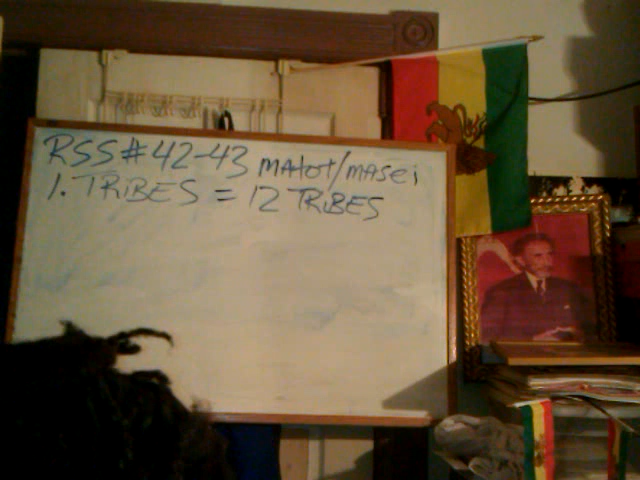 RSS #42-43 MATOT/MASEI
1. TRIBES = 12 TRIBES